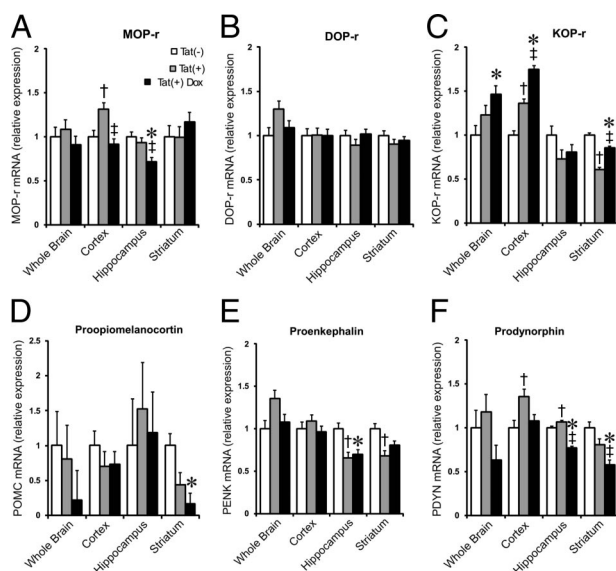 A
MOP-r
MOP-r mRNA (relative expression)
2
1.5
1
0.5
0
Tat(-)
Tat(+)
Tat(+) Dox
†
‡
*
‡
Whole Brain
Cortex
Hippocampus
Striatum
B
DOP-r
DOP-r mRNA (relative expression)
2
1.5
1
0.5
0
Whole Brain
Cortex
Hippocampus
Striatum
C
KOP-r
KOP-r mRNA (relative expression)
2
1.5
1
0.5
0
*
†
*
‡
†
*
‡
Whole Brain
Cortex
Hippocampus
Striatum
D
Proopiomelanocortin
POMC mRNA (relative expression)
2.5
2
1.5
1.0
0.5
0
*
Whole Brain
Cortex
Hippocampus
Striatum
E
Proenkephalin
PENK mRNA (relative expression)
2
1.5
1
0.5
0
†
*
†
Whole Brain
Cortex
Hippocampus
Striatum
F
Prodynorphin
PDYN mRNA (relative expression)
2
1.5
1
0.5
0
†
†
*
‡
*
‡
Whole Brain
Cortex
Hippocampus
Striatum